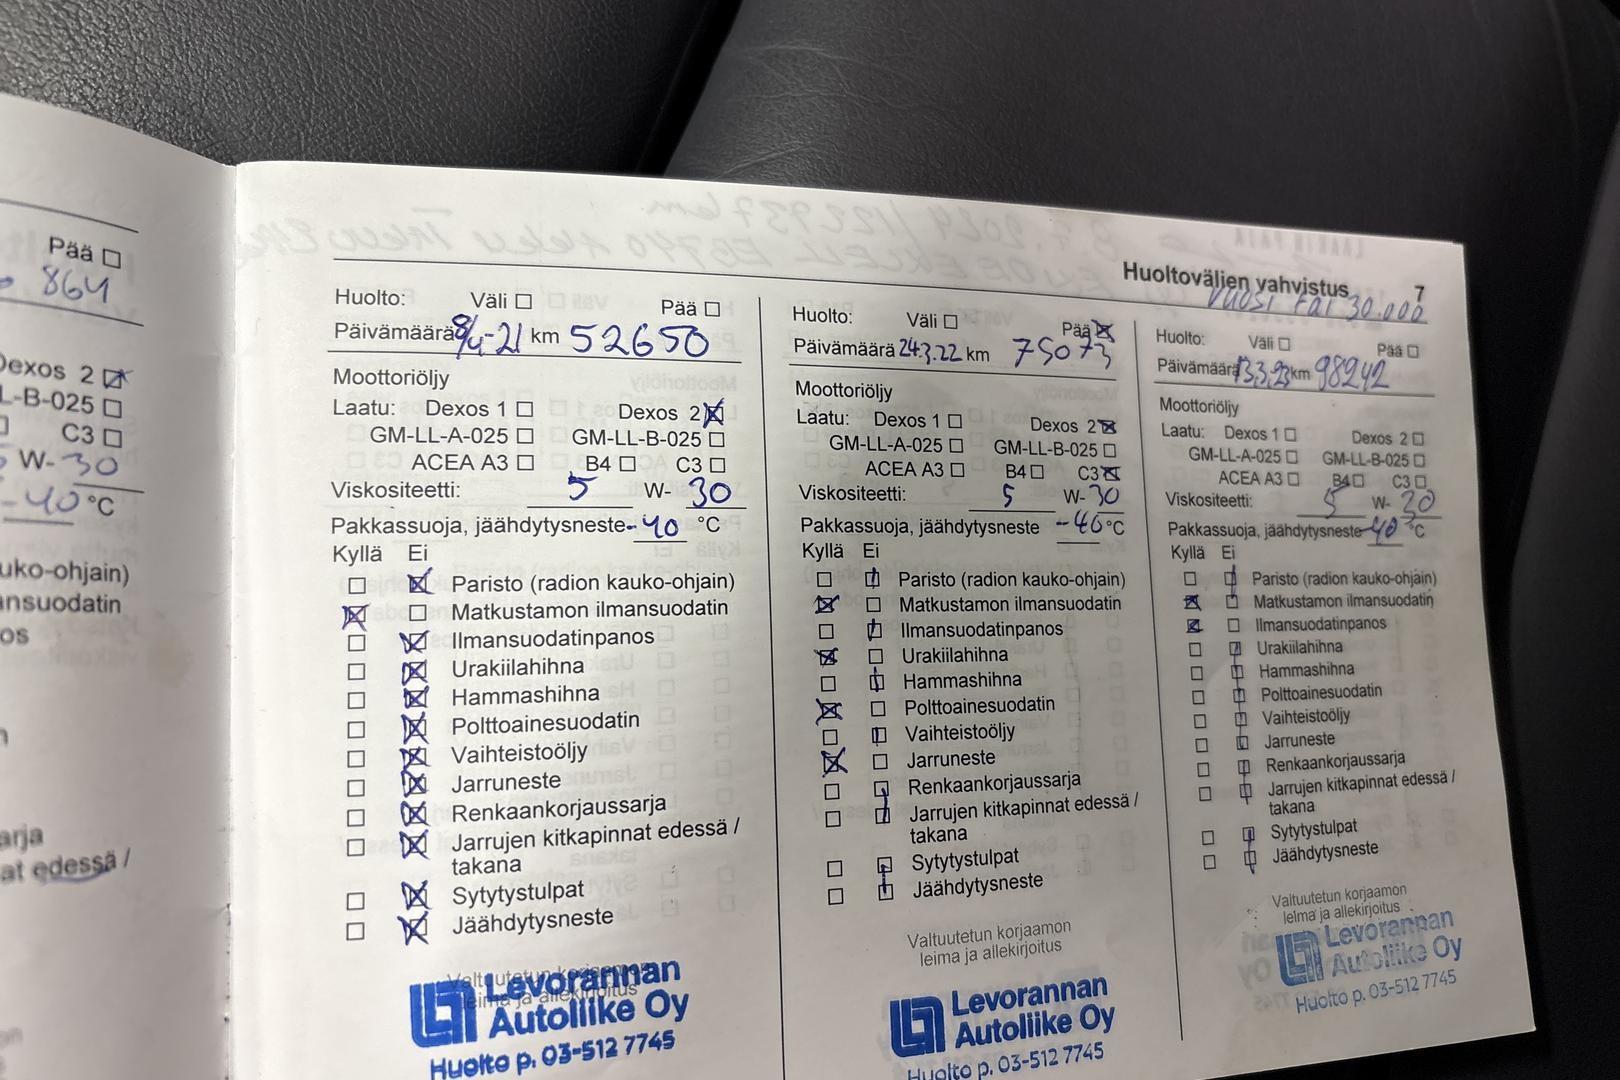 Pää
864
Dexos 2
L-B-025
C3
W-30
-40 °C
uko-ohjain)
ansuodatin
os
arja
at edessä /
Huoltovälien yahvistus 7
VUOSI TAI 30.000
Huolto: Väli Pää
Päivämäärä 8/4-21 km 52650
Moottoriöljy
Laatu: Dexos 1 Dexos 2
GM-LL-A-025 GM-LL-B-025
ACEA A3 B4 C3
Viskositeetti: 5 W- 30
Pakkassuoja, jäähdytysneste -40 °C
Kyllä Ei
Paristo (radion kauko-ohjain)
Matkustamon ilmansuodatin
Ilmansuodatinpanos
Urakiilahihna
Hammashihna
Polttoainesuodatin
Vaihteistoöljy
Jarruneste
Renkaankorjaussarja
Jarrujen kitkapinnat edessä /
takana
Sytytystulpat
Jäähdytysneste
Valtuutetun korjaamon
leima ja allekirjoitus
Levorannan
Autoliike Oy
Huolto p. 03-512 7745
Huolto: Väli Pää
Päivämäärä 24.3.22 km 75073
Moottoriöljy
Laatu: Dexos 1 Dexos 2
GM-LL-A-025 GM-LL-B-025
ACEA A3 B4 C3
Viskositeetti: 5 W-30
Pakkassuoja, jäähdytysneste -40 °C
Kyllä Ei
Paristo (radion kauko-ohjain)
Matkustamon ilmansuodatin
Ilmansuodatinpanos
Urakiilahihna
Hammashihna
Polttoainesuodatin
Vaihteistoöljy
Jarruneste
Renkaankorjaussarja
Jarrujen kitkapinnat edessä /
takana
Sytytystulpat
Jäähdytysneste
Valtuutetun korjaamon
leima ja allekirjoitus
Levorannan
Autoliike Oy
Huolto p. 03-512 7745
Huolto: Väli Pää
Päivämäärä 13.3.23 km 98242
Moottoriöljy
Laatu: Dexos 1 Dexos 2
GM-LL-A-025 GM-LL-B-025
ACEA A3 B4 C3
Viskositeetti: 5 W- 30
Pakkassuoja, jäähdytysneste -40 °C
Kyllä Ei
Paristo (radion kauko-ohjain)
Matkustamon ilmansuodatin
Ilmansuodatinpanos
Urakiilahihna
Hammashihna
Polttoainesuodatin
Vaihteistoöljy
Jarruneste
Renkaankorjaussarja
Jarrujen kitkapinnat edessä /
takana
Sytytystulpat
Jäähdytysneste
Valtuutetun korjaamon
leima ja allekirjoitus
Levorannan
Autoliike Oy
Huolto p. 03-512 7745